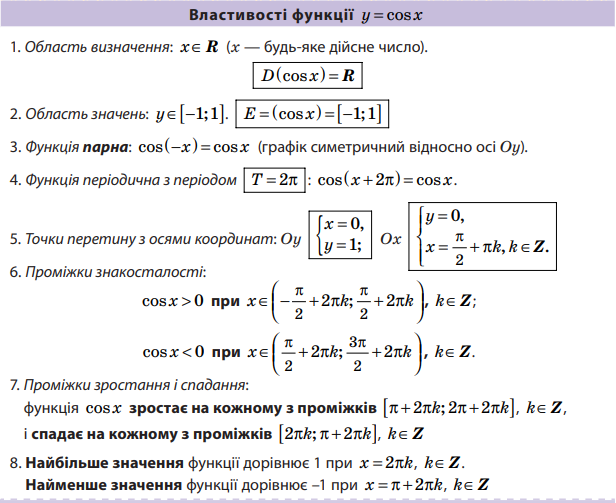 Властивості функції y = cos x
1. Область визначення: x ∈ R (x — будь-яке дійсне число).
D(cos x) = R
2. Область значень: y ∈ [−1; 1]. E = (cos x) = [−1; 1]
3. Функція парна: cos(−x) = cos x (графік симетричний відносно осі Oy).
4. Функція періодична з періодом T = 2π : cos(x + 2π) = cos x.
5. Точки перетину з осями координат: Oy { x = 0, y = 1; Ox { y = 0, x = π/2 + πk, k ∈ Z.
6. Проміжки знакосталості:
cos x > 0 при x ∈ (−π/2 + 2πk; π/2 + 2πk), k ∈ Z;
cos x < 0 при x ∈ (π/2 + 2πk; 3π/2 + 2πk), k ∈ Z.
7. Проміжки зростання і спадання:
функція cos x зростає на кожному з проміжків [π + 2πk; 2π + 2πk], k ∈ Z,
і спадає на кожному з проміжків [2πk; π + 2πk], k ∈ Z
8. Найбільше значення функції дорівнює 1 при x = 2πk, k ∈ Z.
Найменше значення функції дорівнює –1 при x = π + 2πk, k ∈ Z